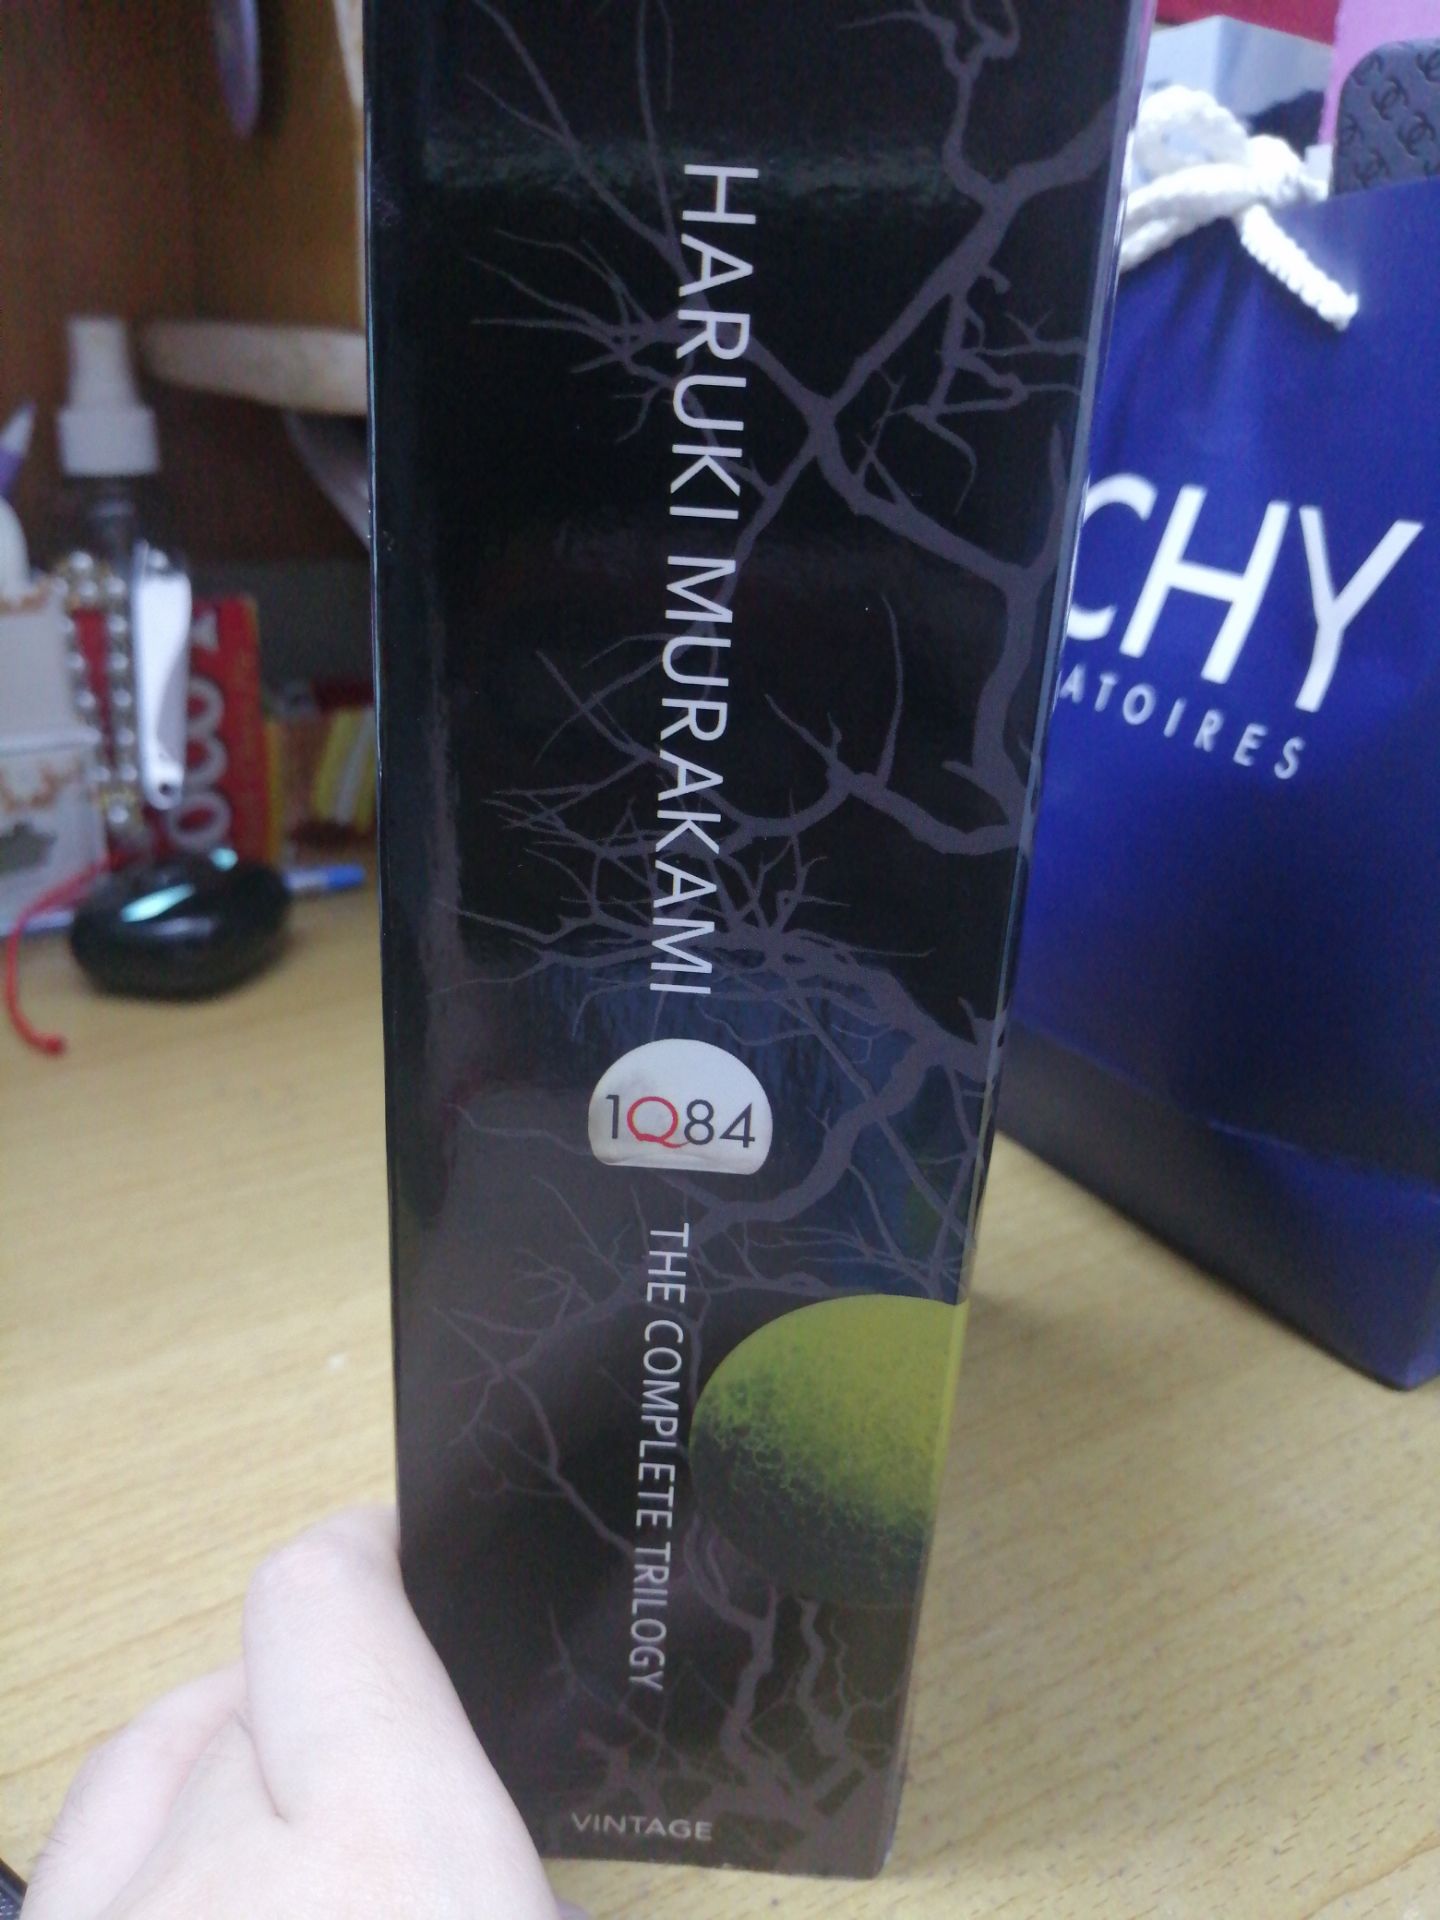 HARUKI MURAKAMI
1Q84
THE COMPLETE TRILOGY
VINTAGE
CHY
ATOIRES